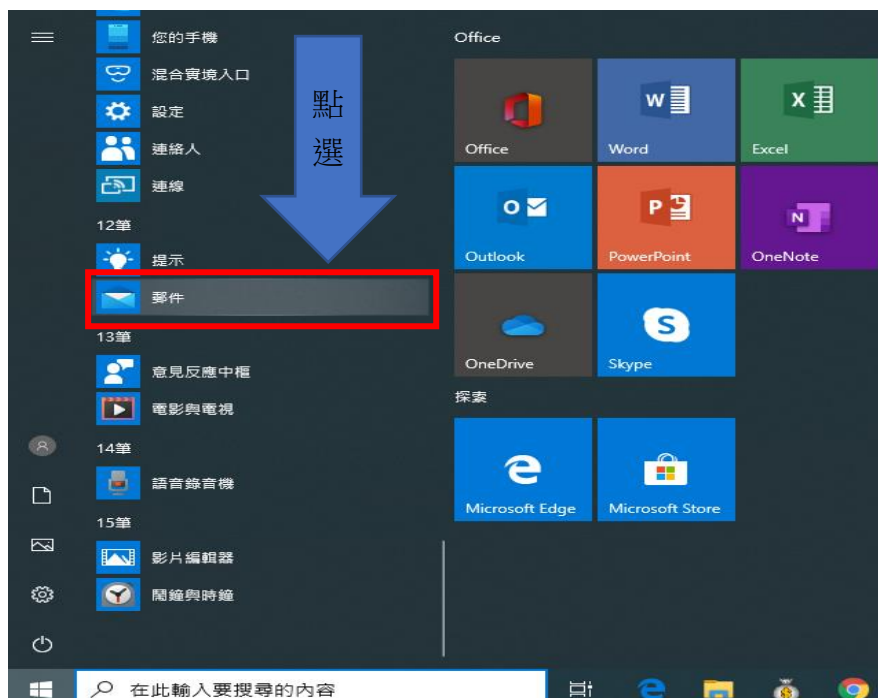 您的手機
混合實境入口
設定
連絡人
連線
12筆
提示
郵件
13筆
意見反應中樞
電影與電視
14筆
語音錄音機
15筆
影片編輯器
鬧鐘與時鐘
點
選
Office
Office
Word
Excel
Outlook
PowerPoint
OneNote
OneDrive
Skype
探索
Microsoft Edge
Microsoft Store
在此輸入要搜尋的內容